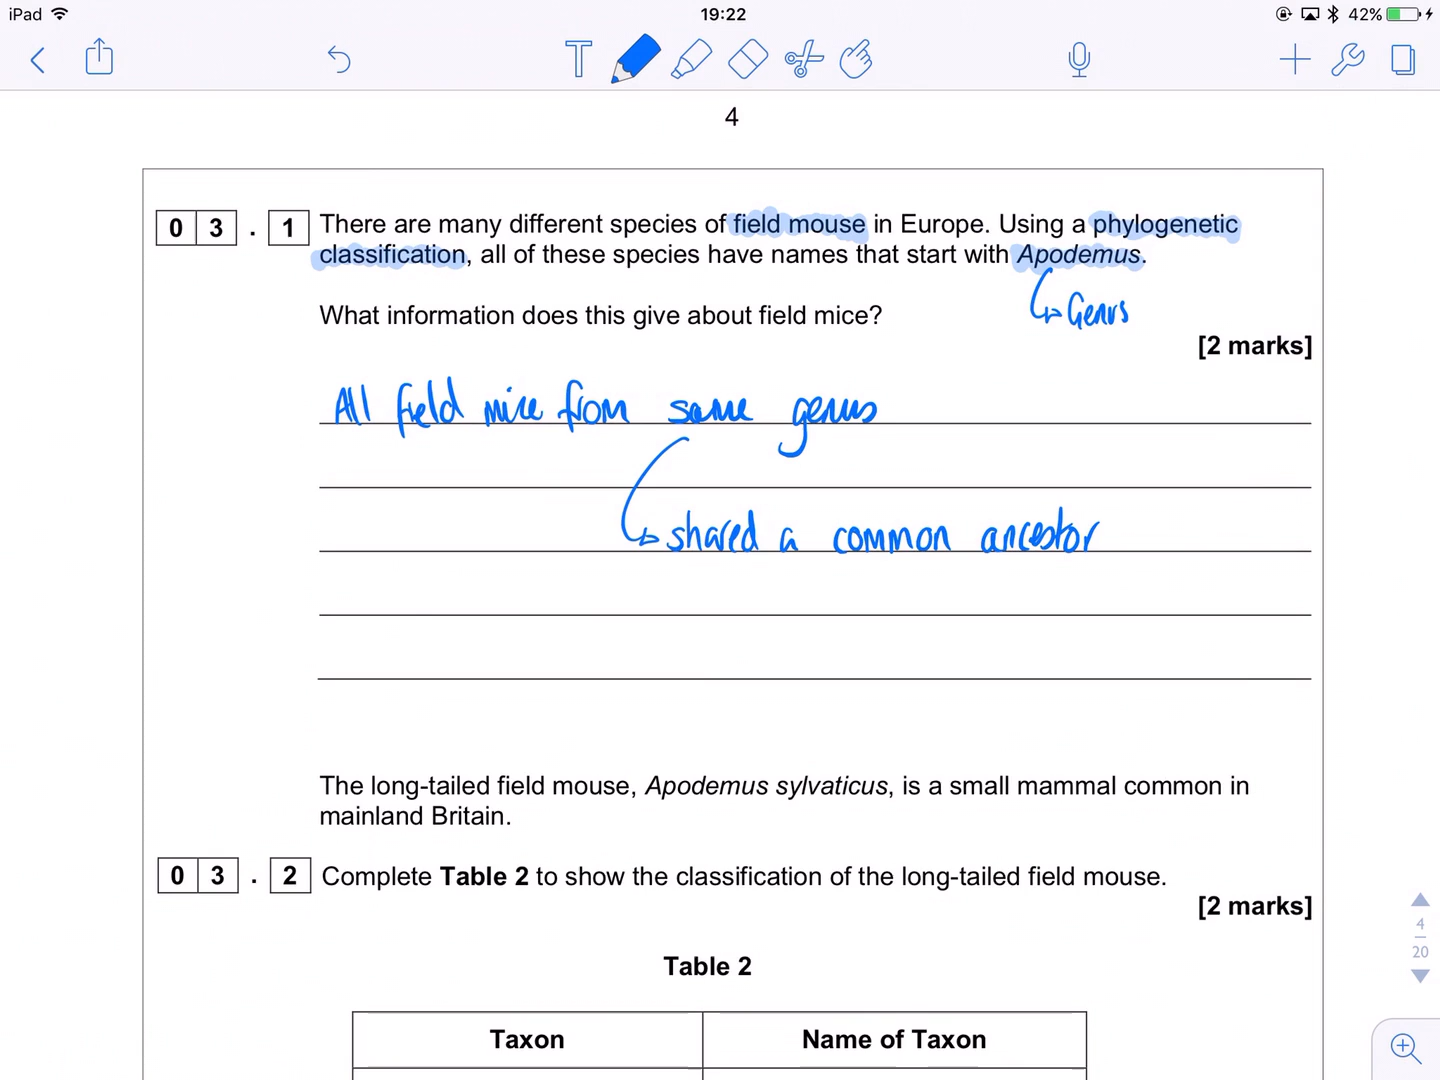 iPad 19:22 42%
T
4
0 3 . 1 There are many different species of field mouse in Europe. Using a phylogenetic
classification, all of these species have names that start with Apodemus.
Genus
What information does this give about field mice?
[2 marks]
All field mice from same genus
shared a common ancestor
The long-tailed field mouse, Apodemus sylvaticus, is a small mammal common in
mainland Britain.
0 3 . 2 Complete Table 2 to show the classification of the long-tailed field mouse.
[2 marks]
4
20
Table 2
Taxon Name of Taxon